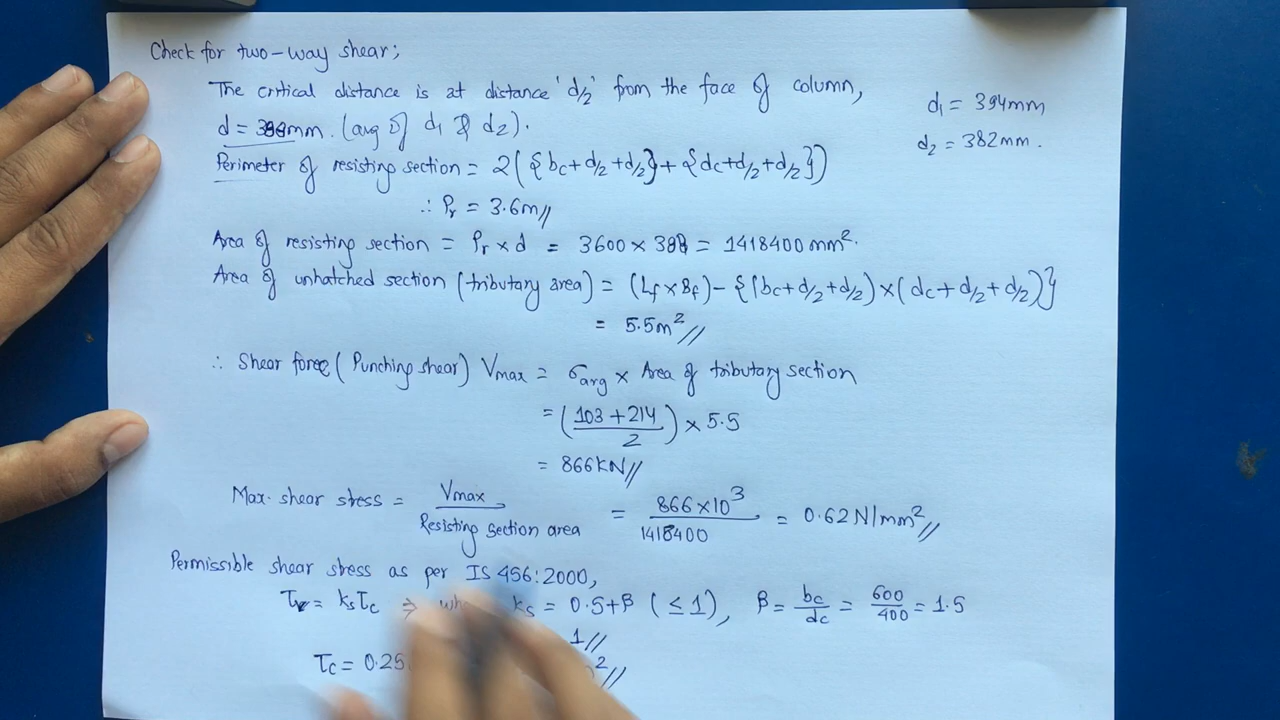 Check for two-way shear;
The critical distance is at distance 'd/2' from the face of column,
d1 = 394mm
d = 388mm. (avg of d1 & d2).
d2 = 382mm.
Perimeter of resisting section = 2({bc+d/2+d/2}+{dc+d/2+d/2})
∴ Pr = 3.6m//
Area of resisting section = Pr x d = 3600 x 388 = 1418400 mm².
Area of unhatched section (tributary area) = (Lf x Bf) - {(bc+d/2+d/2) x (dc+d/2+d/2)}
= 5.5m²//
∴ Shear force (Punching shear) Vmax = σavg x Area of tributary section
= (103+214/2) x 5.5
= 866KN//
Max. shear stress = Vmax/Resisting section area = 866x10³/1418400 = 0.62 N/mm²//
Permissible shear stress as per IS 456:2000,
τv = ksτc ⇒ ks = 0.5+β (≤1), β = bc/dc = 600/400 = 1.5
1//
τc = 0.25 ²//